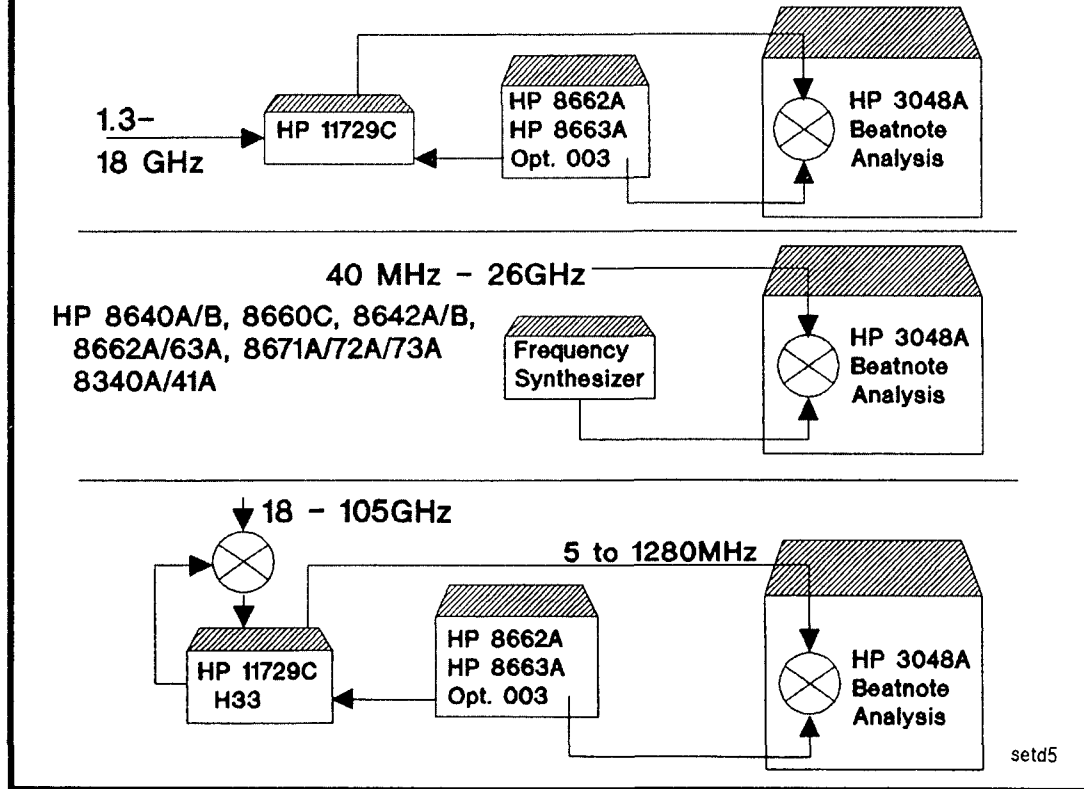 1.3-
18 GHz
HP 11729C
HP 8662A
HP 8663A
Opt. 003
HP 3048A
Beatnote
Analysis
40 MHz - 26GHz
HP 8640A/B, 8660C, 8642A/B,
8662A/63A, 8671A/72A/73A
8340A/41A
Frequency
Synthesizer
HP 3048A
Beatnote
Analysis
18 - 105GHz
5 to 1280MHz
HP 11729C
H33
HP 8662A
HP 8663A
Opt. 003
HP 3048A
Beatnote
Analysis
setd5